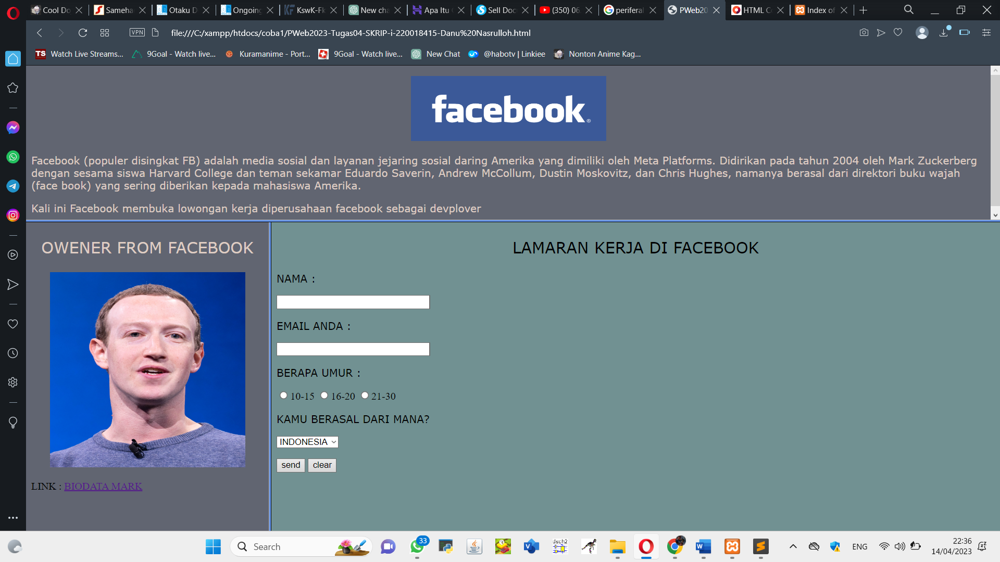 Cool Do
Sameha
Otaku D
Ongoing
KswK-Fk
New cha
Apa Itu
Sell Doc
(350) 06
periferal
PWeb20
HTML C
Index of
VPN
file:///C:/xampp/htdocs/coba1/PWeb2023-Tugas04-SKRIP-i-220018415-Danu%20Nasrulloh.html
TS Watch Live Streams...
9Goal - Watch live...
Kuramanime - Port...
9Goal - Watch live...
New Chat
@habotv | Linkiee
Nonton Anime Kag...
facebook®
Facebook (populer disingkat FB) adalah media sosial dan layanan jejaring sosial daring Amerika yang dimiliki oleh Meta Platforms. Didirikan pada tahun 2004 oleh Mark Zuckerberg
dengan sesama siswa Harvard College dan teman sekamar Eduardo Saverin, Andrew McCollum, Dustin Moskovitz, dan Chris Hughes, namanya berasal dari direktori buku wajah
(face book) yang sering diberikan kepada mahasiswa Amerika.
Kali ini Facebook membuka lowongan kerja diperusahaan facebook sebagai devplover
OWENER FROM FACEBOOK
LINK : BIODATA MARK
LAMARAN KERJA DI FACEBOOK
NAMA :
EMAIL ANDA :
BERAPA UMUR :
10-15 16-20 21-30
KAMU BERASAL DARI MANA?
INDONESIA
send clear
Search
33
dsch2
ENG
22:36
14/04/2023